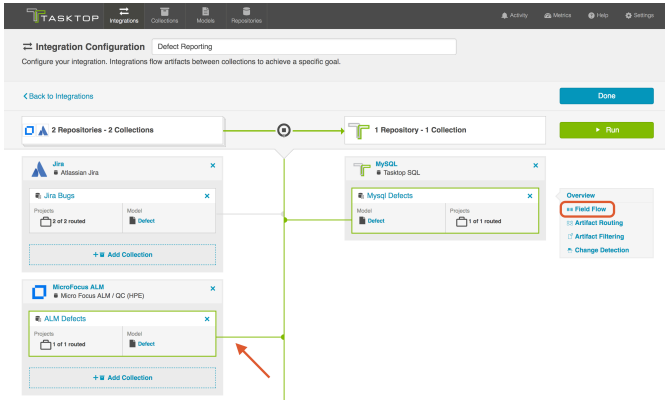 TASKTOP
Integrations
Collections
Models
Repositories
Activity
Metrics
Help
Settings
Integration Configuration
Defect Reporting
Configure your integration. Integrations flow artifacts between collections to achieve a specific goal.
Back to Integrations
Done
2 Repositories - 2 Collections
1 Repository - 1 Collection
Run
Jira
Atlassian Jira
Jira Bugs
Projects
2 of 2 routed
Model
Defect
+ Add Collection
MicroFocus ALM
Micro Focus ALM / QC (HPE)
ALM Defects
Projects
1 of 1 routed
Model
Defect
+ Add Collection
MySQL
Tasktop SQL
Mysql Defects
Model
Defect
Projects
1 of 1 routed
Overview
Field Flow
Artifact Routing
Artifact Filtering
Change Detection